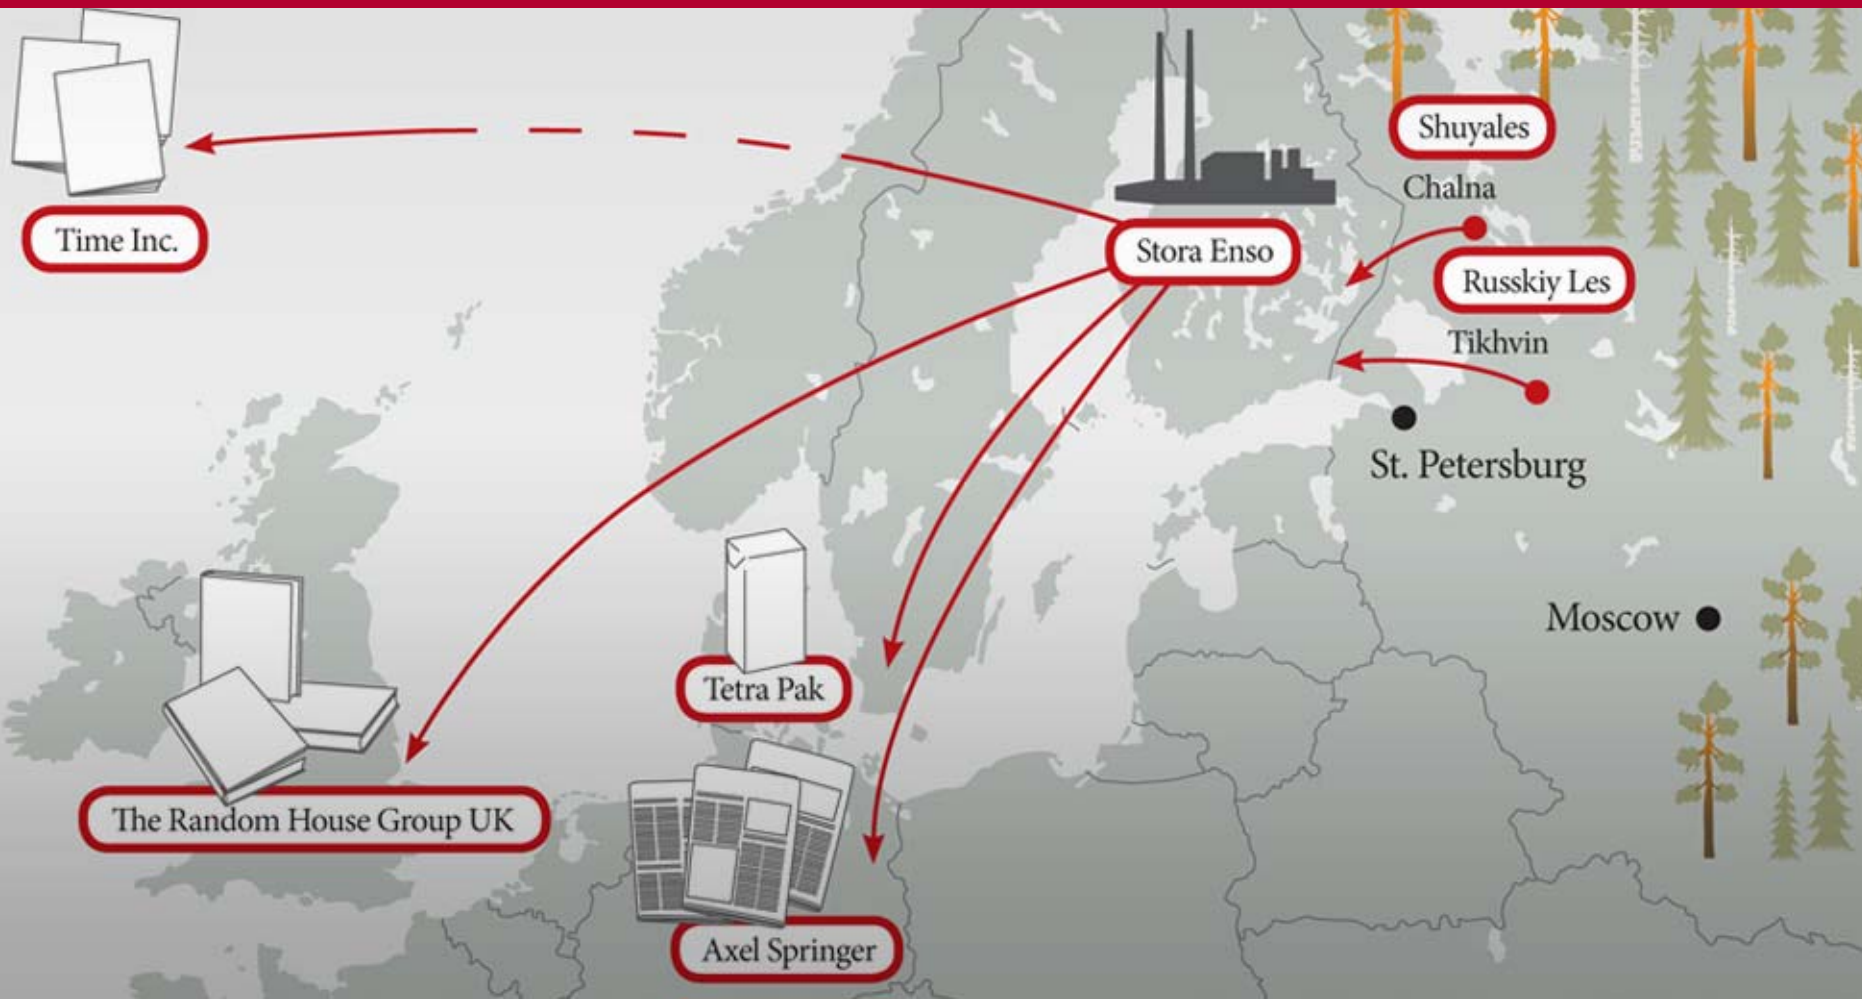 Shuyales
Chalna
Time Inc.
Stora Enso
Russkiy Les
Tikhvin
St. Petersburg
Moscow
Tetra Pak
The Random House Group UK
Axel Springer